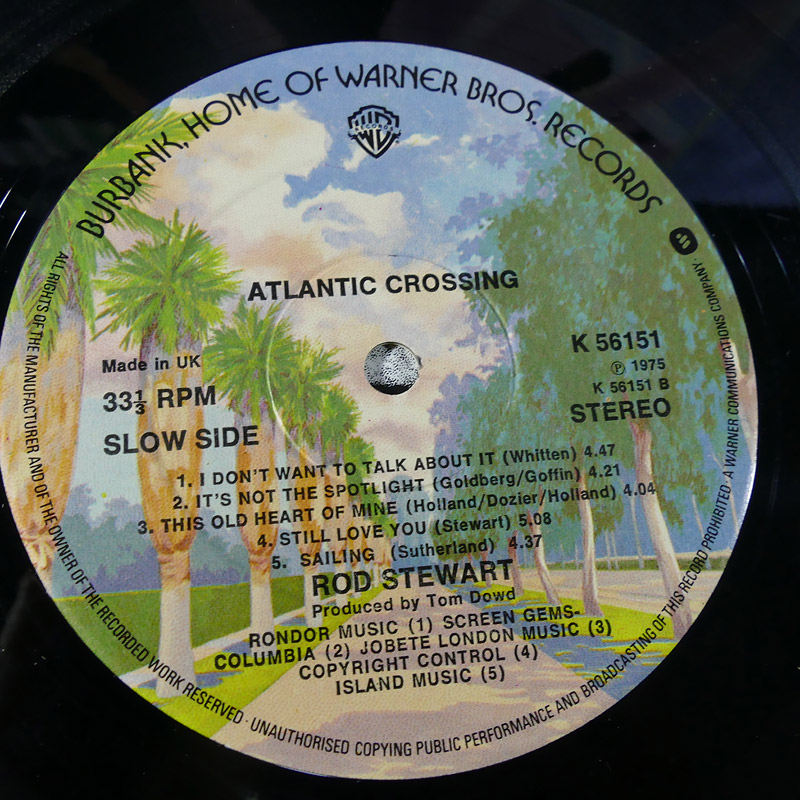 BURBANK, HOME OF WARNER BROS. RECORDS
WB
RECORDS
ATLANTIC CROSSING
Made in UK
33⅓ RPM
SLOW SIDE
K 56151
℗ 1975
K 56151 B
STEREO
1. I DON'T WANT TO TALK ABOUT IT (Whitten) 4.47
2. IT'S NOT THE SPOTLIGHT (Goldberg/Goffin) 4.21
3. THIS OLD HEART OF MINE (Holland/Dozier/Holland) 4.04
4. STILL LOVE YOU (Stewart) 5.08
5. SAILING (Sutherland) 4.37
ROD STEWART
Produced by Tom Dowd
RONDOR MUSIC (1) SCREEN GEMS-
COLUMBIA (2) JOBETE LONDON MUSIC (3)
COPYRIGHT CONTROL (4)
ISLAND MUSIC (5)
ALL RIGHTS OF THE MANUFACTURER AND OF THE OWNER OF THE RECORDED WORK RESERVED · UNAUTHORISED COPYING PUBLIC PERFORMANCE AND BROADCASTING OF THIS RECORD PROHIBITED · A WARNER COMMUNICATIONS COMPANY ·